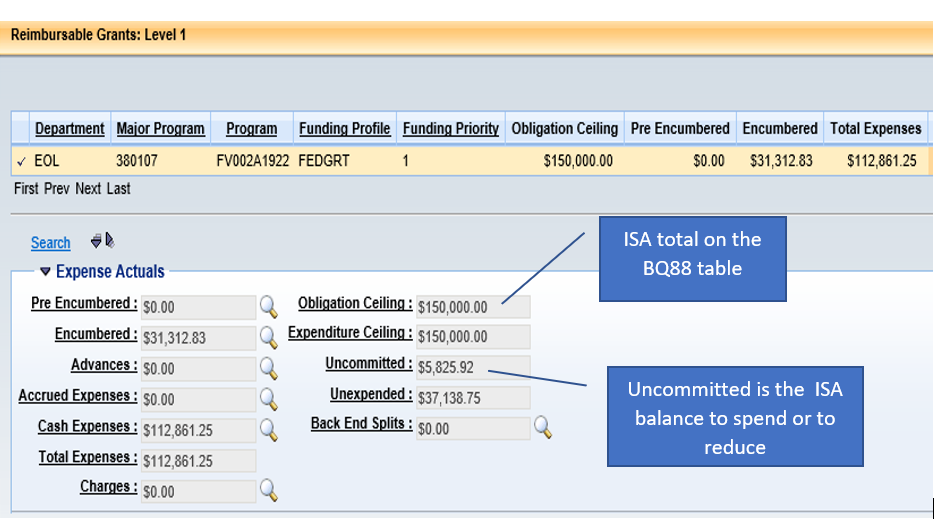 Reimbursable Grants: Level 1
Department Major Program Program Funding Profile Funding Priority Obligation Ceiling Pre Encumbered Encumbered Total Expenses
✓ EOL 380107 FV002A1922 FEDGRT 1 $150,000.00 $0.00 $31,312.83 $112,861.25
First Prev Next Last
Search
Expense Actuals
Pre Encumbered : $0.00
Encumbered : $31,312.83
Advances : $0.00
Accrued Expenses : $0.00
Cash Expenses : $112,861.25
Total Expenses : $112,861.25
Charges : $0.00
Obligation Ceiling : $150,000.00
Expenditure Ceiling : $150,000.00
Uncommitted : $5,825.92
Unexpended : $37,138.75
Back End Splits : $0.00
ISA total on the
BQ88 table
Uncommitted is the ISA
balance to spend or to
reduce